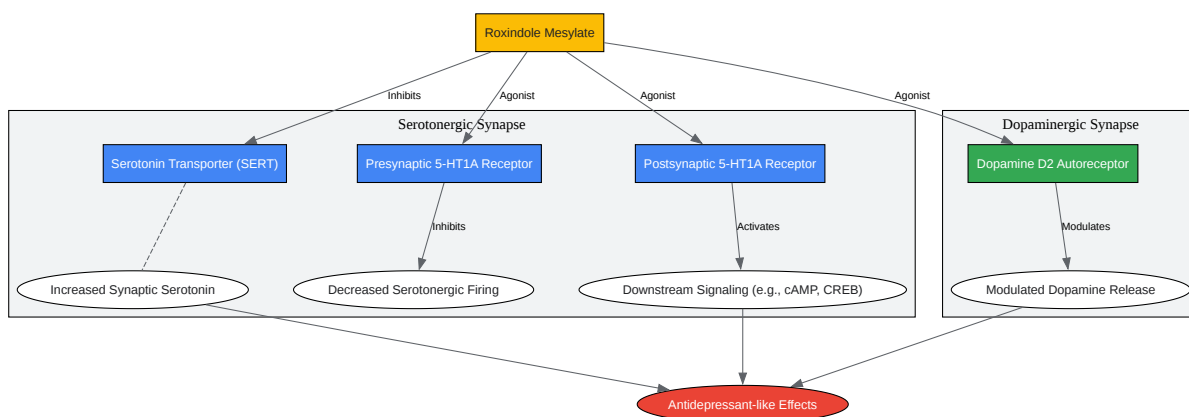 Roxindole Mesylate
Inhibits
Agonist
Agonist
Agonist
Serotonergic Synapse
Dopaminergic Synapse
Serotonin Transporter (SERT)
Presynaptic 5-HT1A Receptor
Postsynaptic 5-HT1A Receptor
Dopamine D2 Autoreceptor
Inhibits
Activates
Modulates
Increased Synaptic Serotonin
Decreased Serotonergic Firing
Downstream Signaling (e.g., cAMP, CREB)
Modulated Dopamine Release
Antidepressant-like Effects